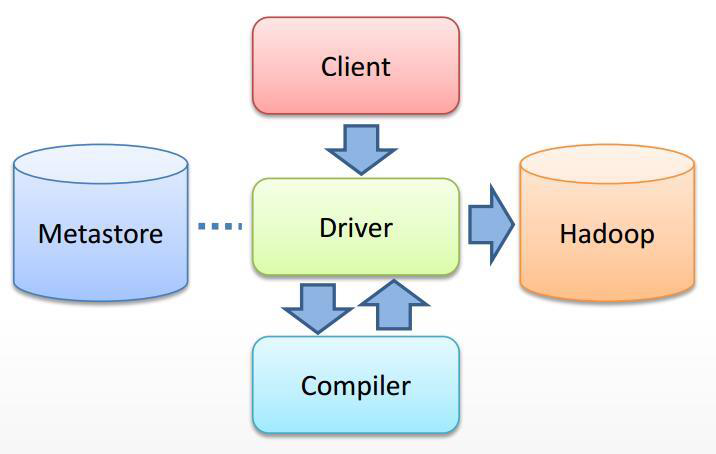 Client
Metastore
Driver
Hadoop
Compiler